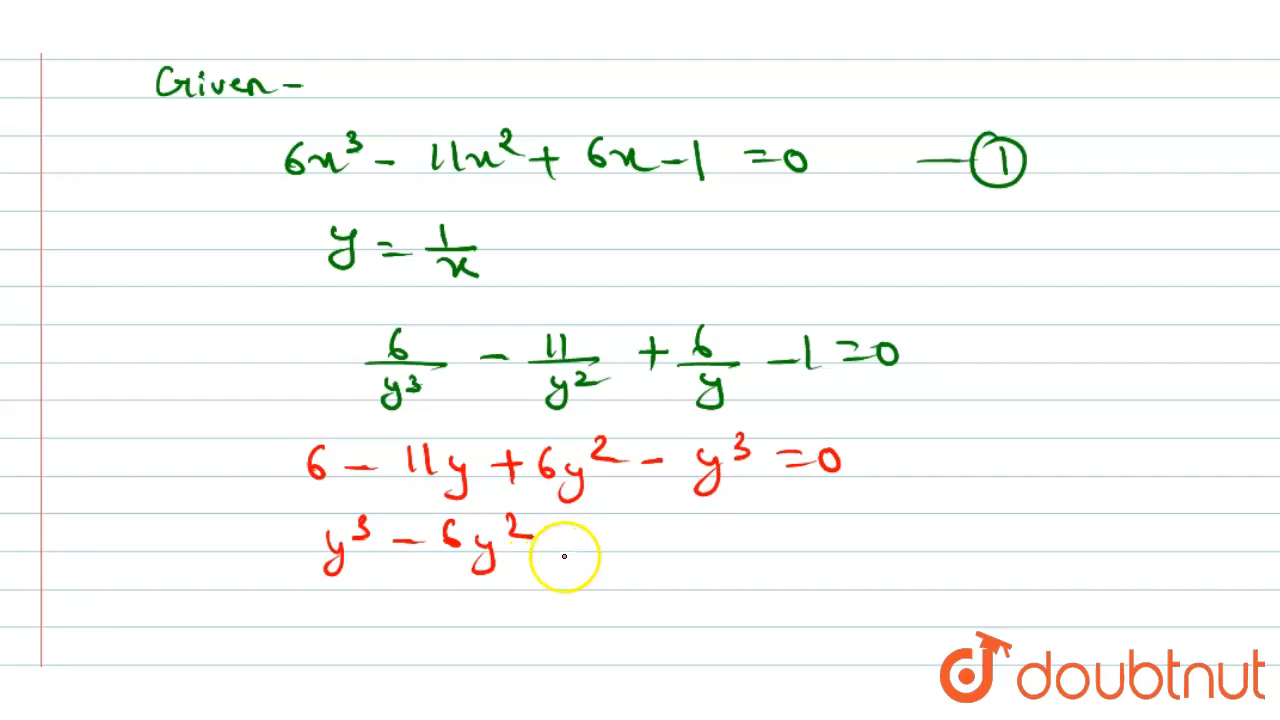 Given -
6x³ - 11x² + 6x - 1 = 0 — ①
y = 1/x
6/y³ - 11/y² + 6/y - 1 = 0
6 - 11y + 6y² - y³ = 0
y³ - 6y²
doubtnut